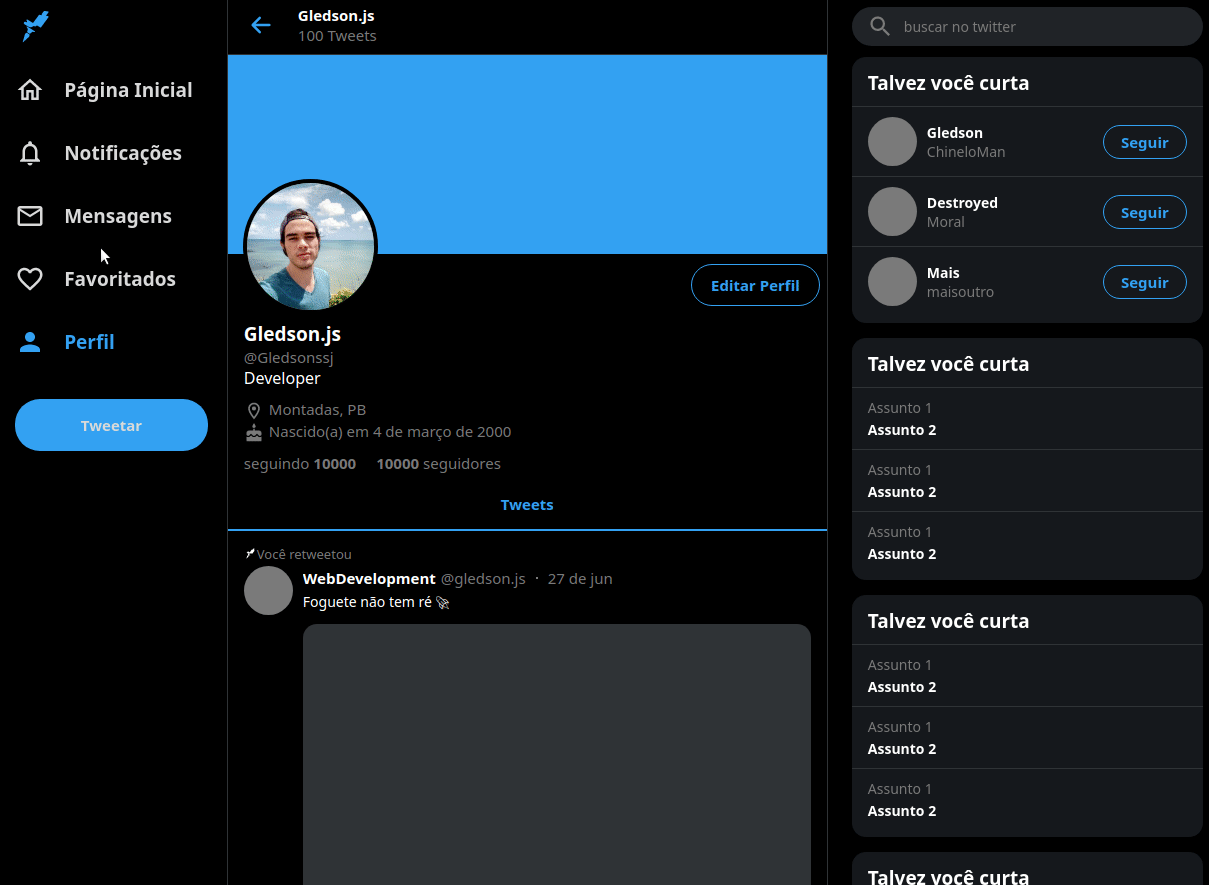 Página Inicial
Notificações
Mensagens
Favoritados
Perfil
Tweetar
Gledson.js
100 Tweets
Editar Perfil
Gledson.js
@Gledsonssj
Developer
Montadas, PB
Nascido(a) em 4 de março de 2000
seguindo 10000 10000 seguidores
Tweets
Você retweetou
WebDevelopment @gledson.js · 27 de jun
Foguete não tem ré 🚀
buscar no twitter
Talvez você curta
Gledson
ChineloMan
Seguir
Destroyed
Moral
Seguir
Mais
maisoutro
Seguir
Talvez você curta
Assunto 1
Assunto 2
Assunto 1
Assunto 2
Assunto 1
Assunto 2
Talvez você curta
Assunto 1
Assunto 2
Assunto 1
Assunto 2
Assunto 1
Assunto 2
Talvez você curta